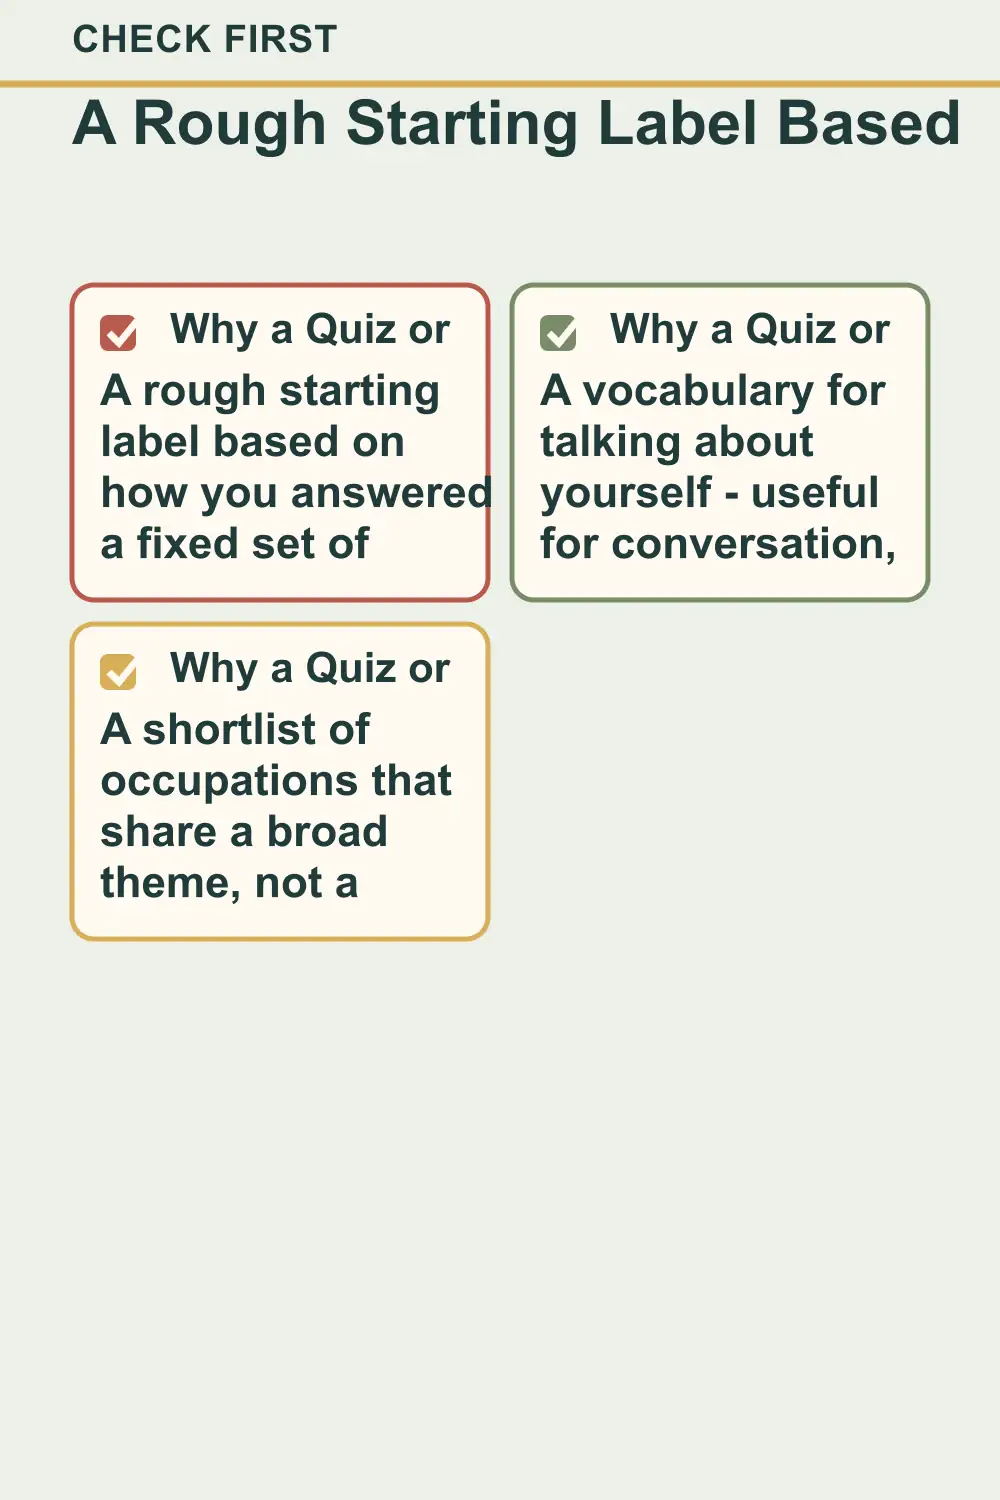 CHECK FIRST
A Rough Starting Label Based
Why a Quiz or
A rough starting
label based on
how you answered
a fixed set of
Why a Quiz or
A vocabulary for
talking about
yourself - useful
for conversation,
Why a Quiz or
A shortlist of
occupations that
share a broad
theme, not a